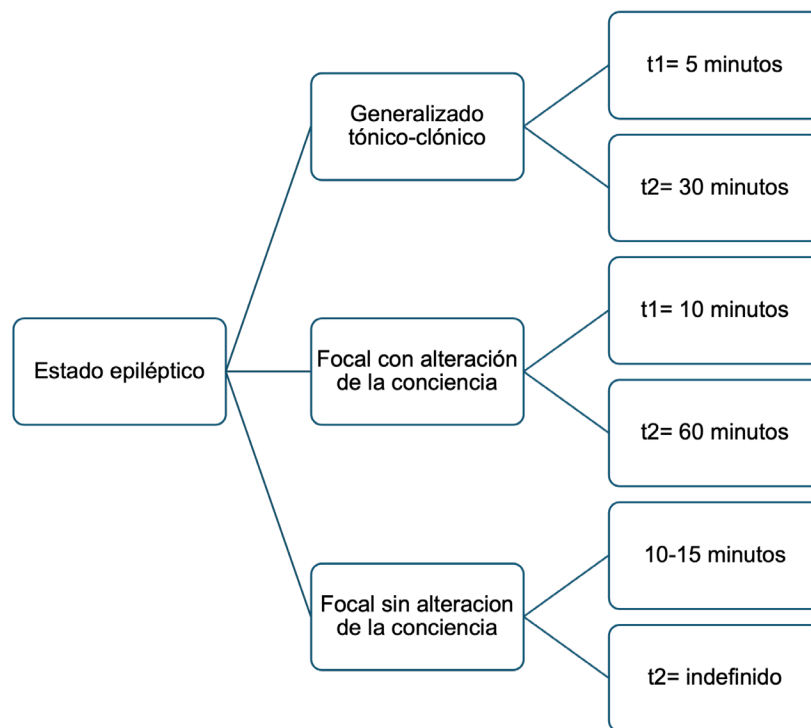 Estado epiléptico
Generalizado
tónico-clónico
t1= 5 minutos
t2= 30 minutos
Focal con alteración
de la conciencia
t1= 10 minutos
t2= 60 minutos
Focal sin alteracion
de la conciencia
10-15 minutos
t2= indefinido